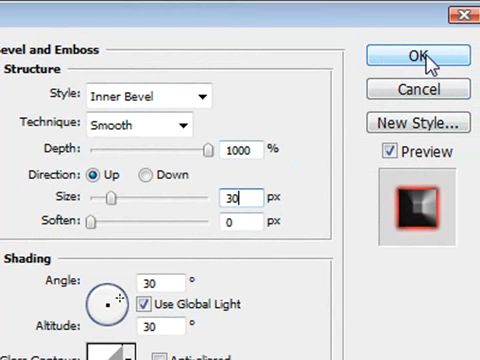 evel and Emboss
Structure
Style: Inner Bevel
Technique: Smooth
Depth: 1000 %
Direction: Up Down
Size: 30 px
Soften: 0 px
Shading
Angle: 30 °
Use Global Light
Altitude: 30 °
OK
Cancel
New Style...
Preview